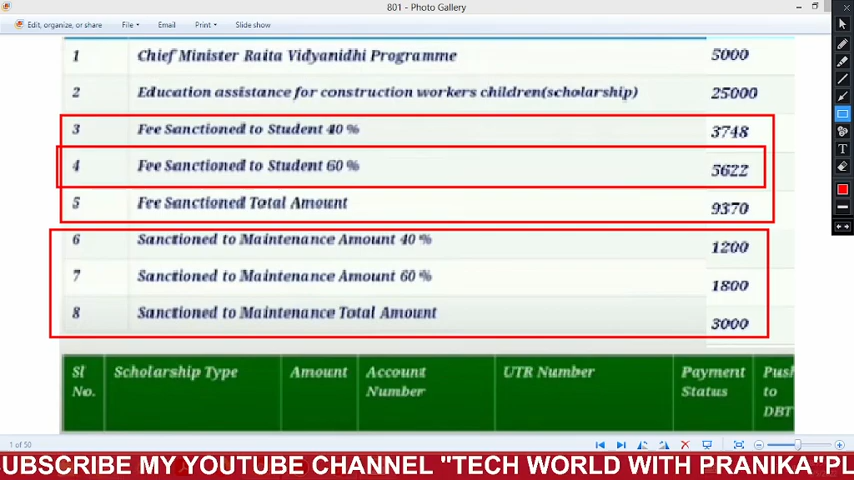 801 - Photo Gallery
Edit, organize, or share File Email Print Slide show
1 Chief Minister Raita Vidyanidhi Programme 5000
2 Education assistance for construction workers children(scholarship) 25000
3 Fee Sanctioned to Student 40 % 3748
4 Fee Sanctioned to Student 60 % 5622
5 Fee Sanctioned Total Amount 9370
6 Sanctioned to Maintenance Amount 40 % 1200
7 Sanctioned to Maintenance Amount 60 % 1800
8 Sanctioned to Maintenance Total Amount 3000
Sl No. Scholarship Type Amount Account Number UTR Number Payment Status Push to DBT
1 of 50
SUBSCRIBE MY YOUTUBE CHANNEL "TECH WORLD WITH PRANIKA"PL